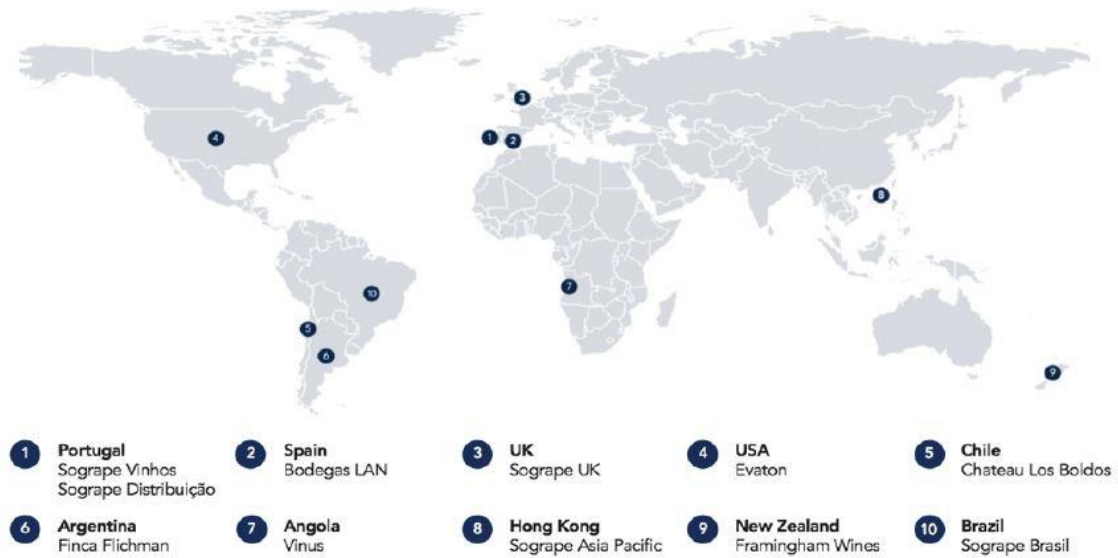 4
3
1
2
8
7
10
5
6
9
1 Portugal
Sogrape Vinhos
Sogrape Distribuição
2 Spain
Bodegas LAN
3 UK
Sogrape UK
4 USA
Evaton
5 Chile
Chateau Los Boldos
6 Argentina
Finca Flichman
7 Angola
Vinus
8 Hong Kong
Sogrape Asia Pacific
9 New Zealand
Framingham Wines
10 Brazil
Sogrape Brasil